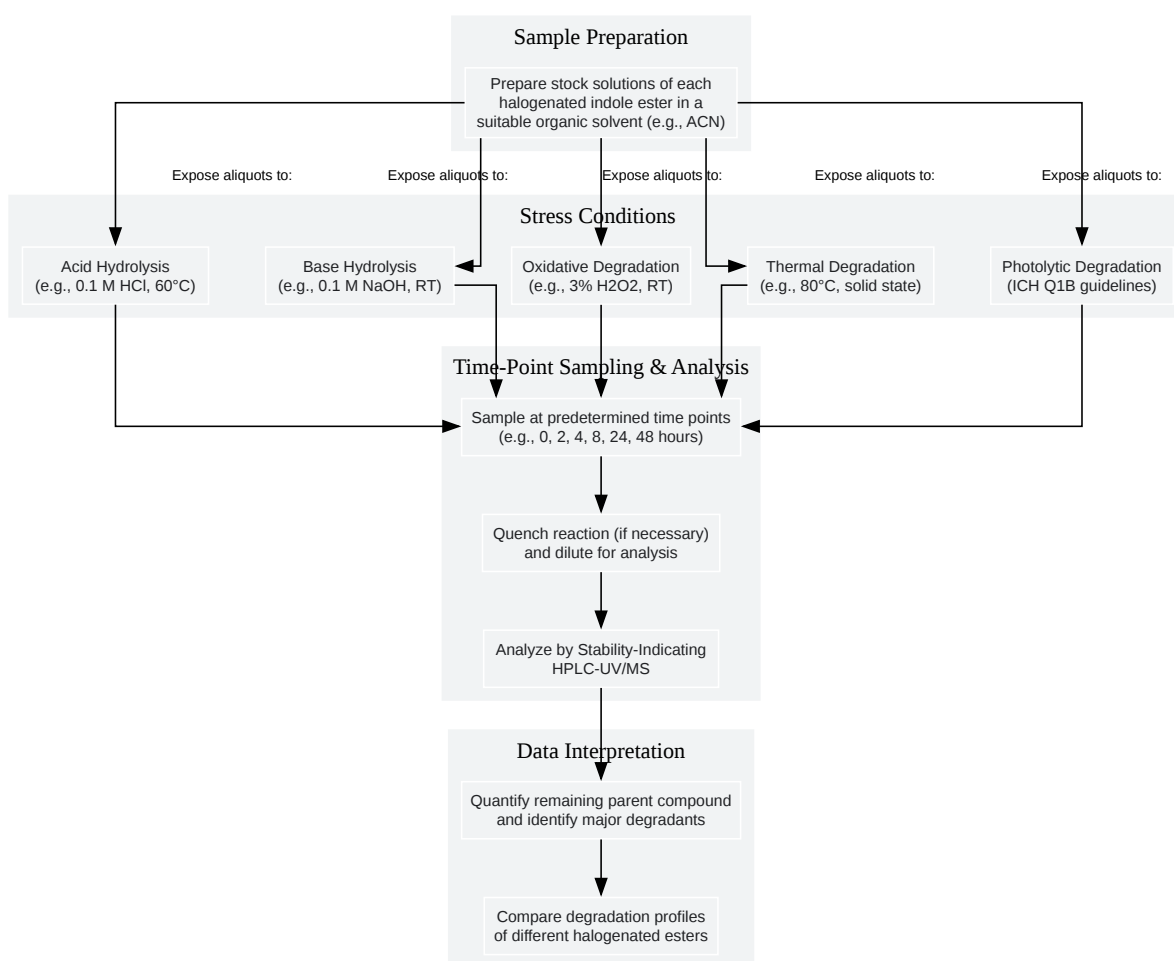 Sample Preparation
Prepare stock solutions of each
halogenated indole ester in a
suitable organic solvent (e.g., ACN)
Expose aliquots to:
Expose aliquots to:
Expose aliquots to:
Expose aliquots to:
Expose aliquots to:
Stress Conditions
Acid Hydrolysis
(e.g., 0.1 M HCl, 60°C)
Base Hydrolysis
(e.g., 0.1 M NaOH, RT)
Oxidative Degradation
(e.g., 3% H2O2, RT)
Thermal Degradation
(e.g., 80°C, solid state)
Photolytic Degradation
(ICH Q1B guidelines)
Time-Point Sampling & Analysis
Sample at predetermined time points
(e.g., 0, 2, 4, 8, 24, 48 hours)
Quench reaction (if necessary)
and dilute for analysis
Analyze by Stability-Indicating
HPLC-UV/MS
Data Interpretation
Quantify remaining parent compound
and identify major degradants
Compare degradation profiles
of different halogenated esters